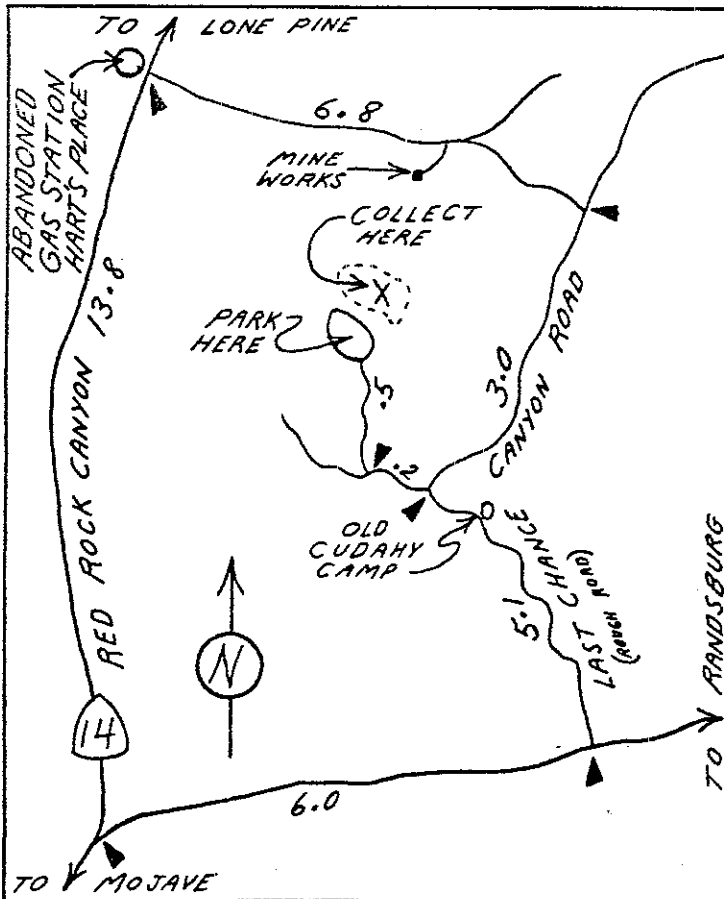 TO LONE PINE
ABANDONED
GAS STATION
HART'S PLACE
6.8
MINE
WORKS
COLLECT
HERE
X
PARK
HERE
.5
.2
3.0
CANYON ROAD
RED ROCK CANYON 13.8
OLD
CUDAHY
CAMP
LAST CHANCE
(ROUGH ROAD)
5.1
N
14
6.0
TO RANDSBURG
TO MOJAVE